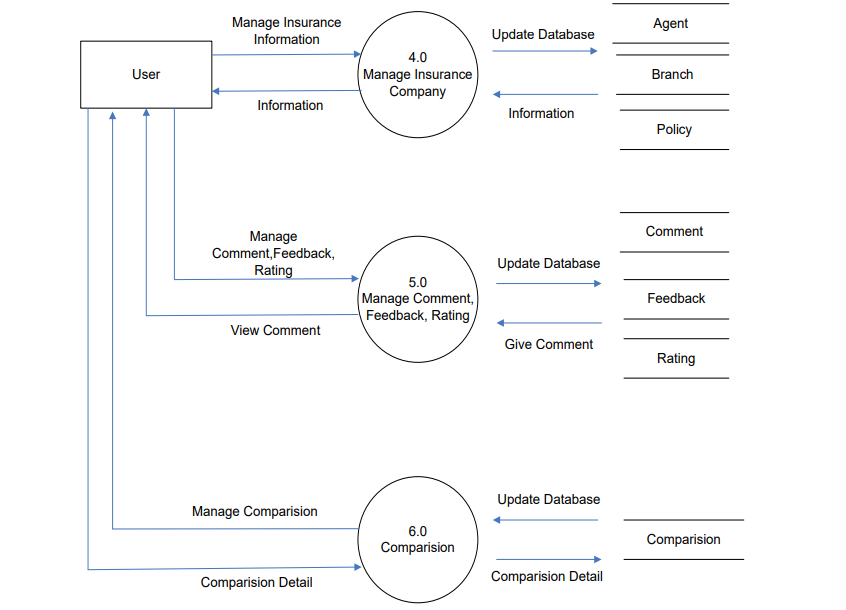 Manage Insurance
Information
User
Information
4.0
Manage Insurance
Company
Update Database
Information
Agent
Branch
Policy
Manage
Comment,Feedback,
Rating
View Comment
5.0
Manage Comment,
Feedback, Rating
Update Database
Give Comment
Comment
Feedback
Rating
Manage Comparision
Comparision Detail
6.0
Comparision
Update Database
Comparision Detail
Comparision